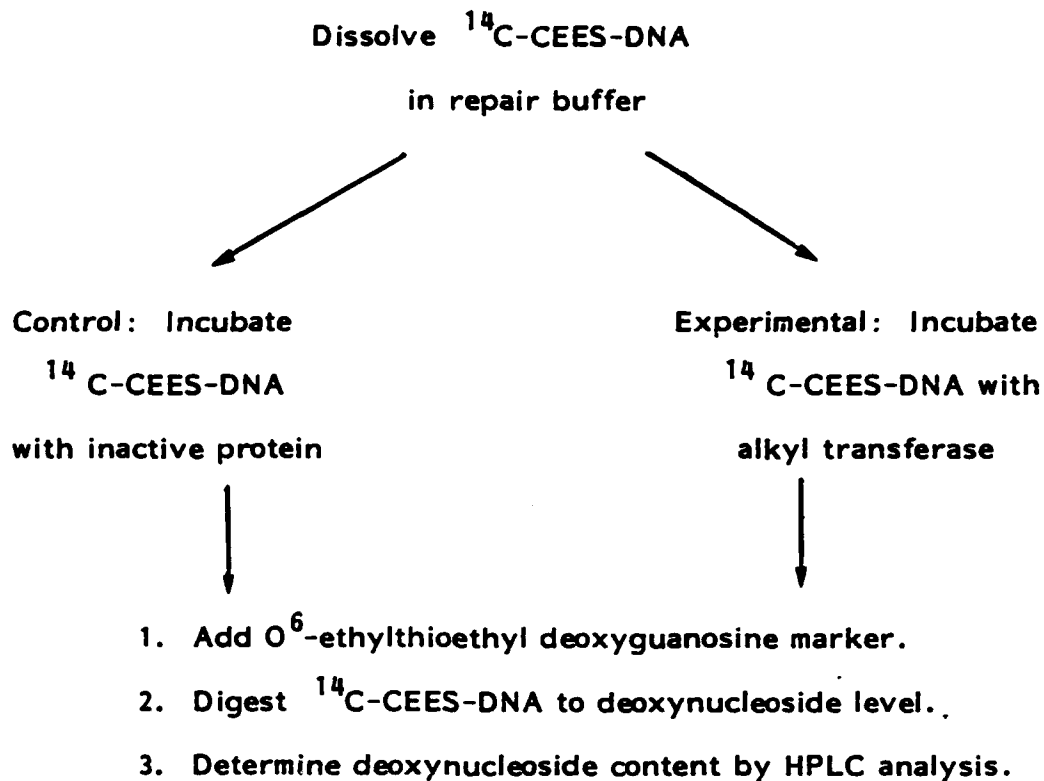 Dissolve ¹⁴C-CEES-DNA
in repair buffer
Control: Incubate
¹⁴C-CEES-DNA
with inactive protein
Experimental: Incubate
¹⁴C-CEES-DNA with
alkyl transferase
1. Add O⁶-ethylthioethyl deoxyguanosine marker.
2. Digest ¹⁴C-CEES-DNA to deoxynucleoside level.
3. Determine deoxynucleoside content by HPLC analysis.